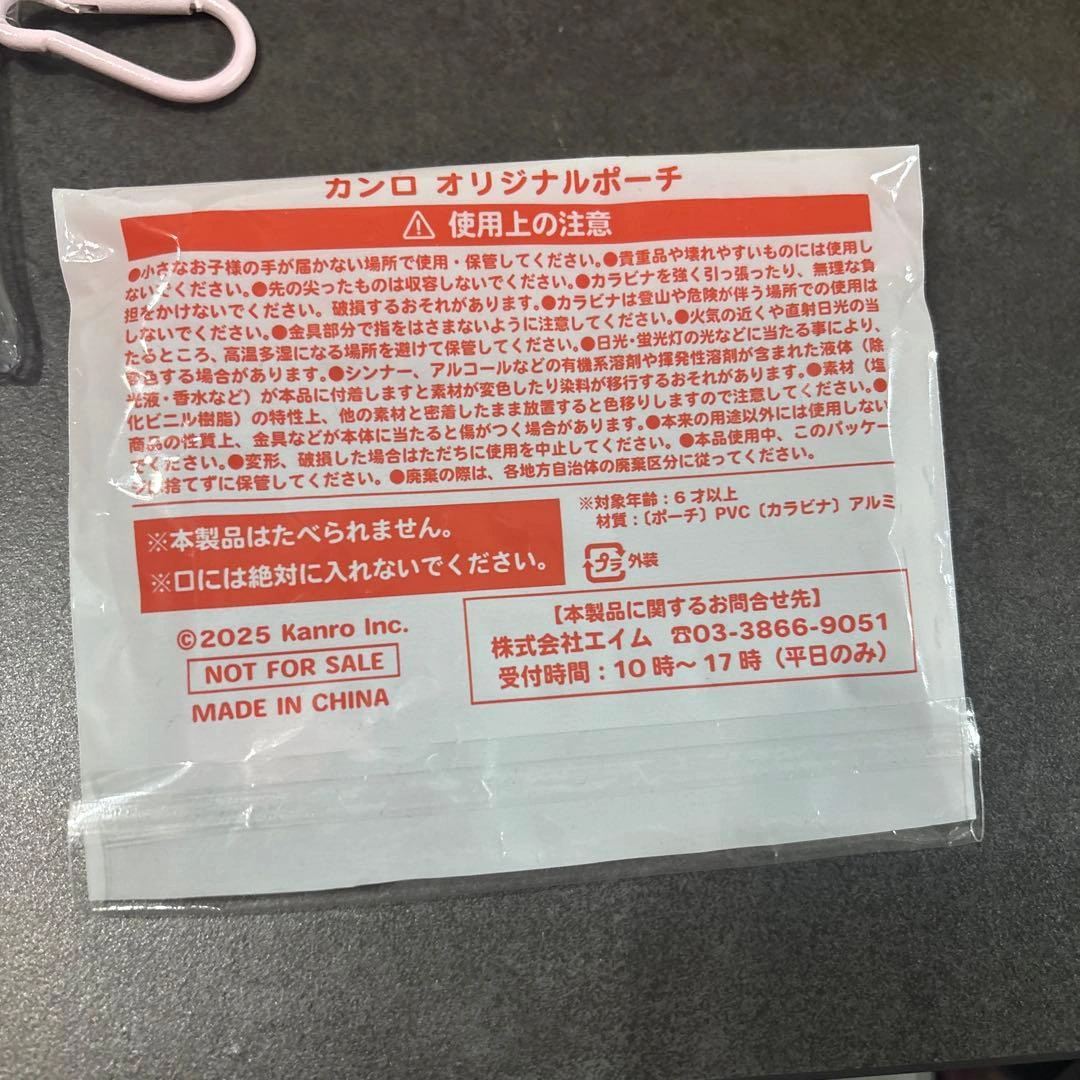 カンロ オリジナルポーチ
⚠ 使用上の注意
●小さなお子様の手が届かない場所で使用・保管してください。●貴重品や壊れやすいものには使用し
ないでください。●先の尖ったものは収容しないでください。●カラビナを強く引っ張ったり、無理な負
担をかけないでください。破損するおそれがあります。●カラビナは登山や危険が伴う場所での使用は
しないでください。●金具部分で指をはさまないように注意してください。●火気の近くや直射日光の当
たるところ、高温多湿になる場所を避けて保管してください。●日光・蛍光灯の光などに当たる事により、
変色する場合があります。●シンナー、アルコールなどの有機系溶剤や揮発性溶剤が含まれた液体（除
光液・香水など）が本品に付着しますと素材が変色したり染料が移行するおそれがあります。●素材（塩
化ビニル樹脂）の特性上、他の素材と密着したまま放置すると色移りしますので注意してください。●
商品の性質上、金具などが本体に当たると傷がつく場合があります。●本来の用途以外には使用しない
でください。●変形、破損した場合はただちに使用を中止してください。●本品使用中、このパッケー
ジは捨てずに保管してください。●廃棄の際は、各地方自治体の廃棄区分に従ってください。
※対象年齢：6才以上
材質：〔ポーチ〕PVC〔カラビナ〕アルミ
※本製品はたべられません。
※口には絶対に入れないでください。
プラ 外装
©2025 Kanro Inc.
NOT FOR SALE
MADE IN CHINA
【本製品に関するお問合せ先】
株式会社エイム ☎03-3866-9051
受付時間：10時～17時（平日のみ）